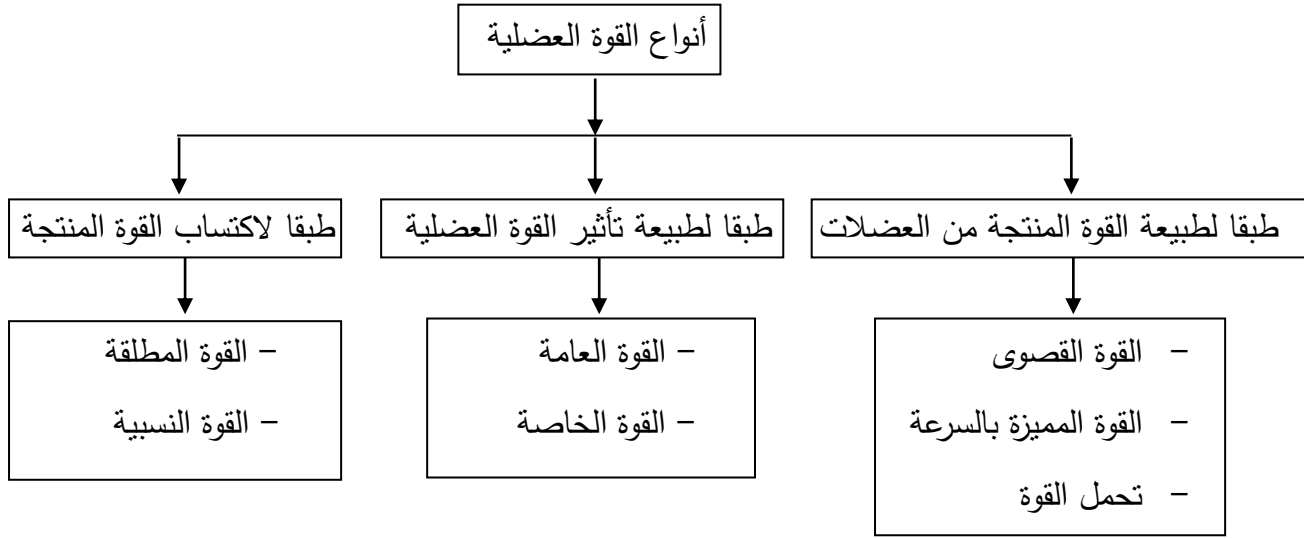 أنواع القوة العضلية
طبقا لطبيعة القوة المنتجة من العضلات
طبقا لطبيعة تأثير القوة العضلية
طبقا لاكتساب القوة المنتجة
- القوة القصوى
- القوة المميزة بالسرعة
- تحمل القوة
- القوة العامة
- القوة الخاصة
- القوة المطلقة
- القوة النسبية